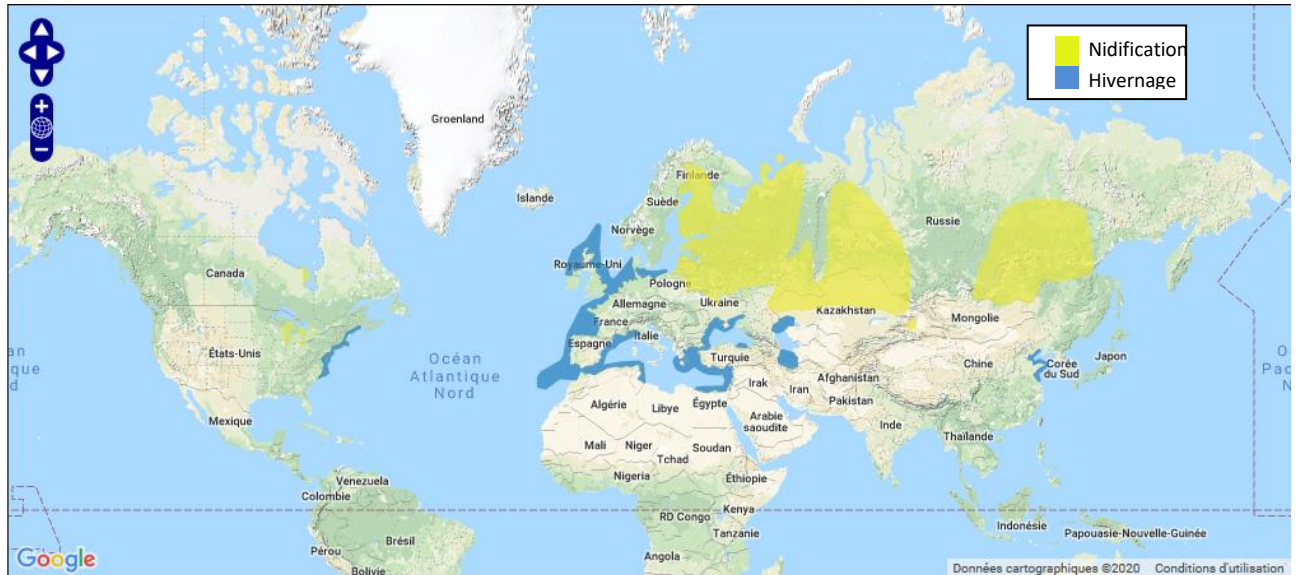 Nidification
Hivernage
Groenland
Islande
Finlande
Suède
Norvège
Russie
Royaume-Uni
Canada
Pologne
Allemagne
Ukraine
Kazakhstan
France
Mongolie
Italie
Espagne
États-Unis
Turquie
Chine
Corée
du Sud
Japon
Océan
Atlantique
Nord
Irak
Iran
Afghanistan
Pakistan
Algérie
Libye
Égypte
Arabie
saoudite
Inde
Mexique
Mali
Niger
Tchad
Soudan
Thaïlande
Nigeria
Éthiopie
Venezuela
Colombie
Kenya
RD Congo
Tanzanie
Indonésie
Papouasie-Nouvelle-Guinée
Pérou
Brésil
Bolivie
Angola
Google
Données cartographiques ©2020 Conditions d'utilisation